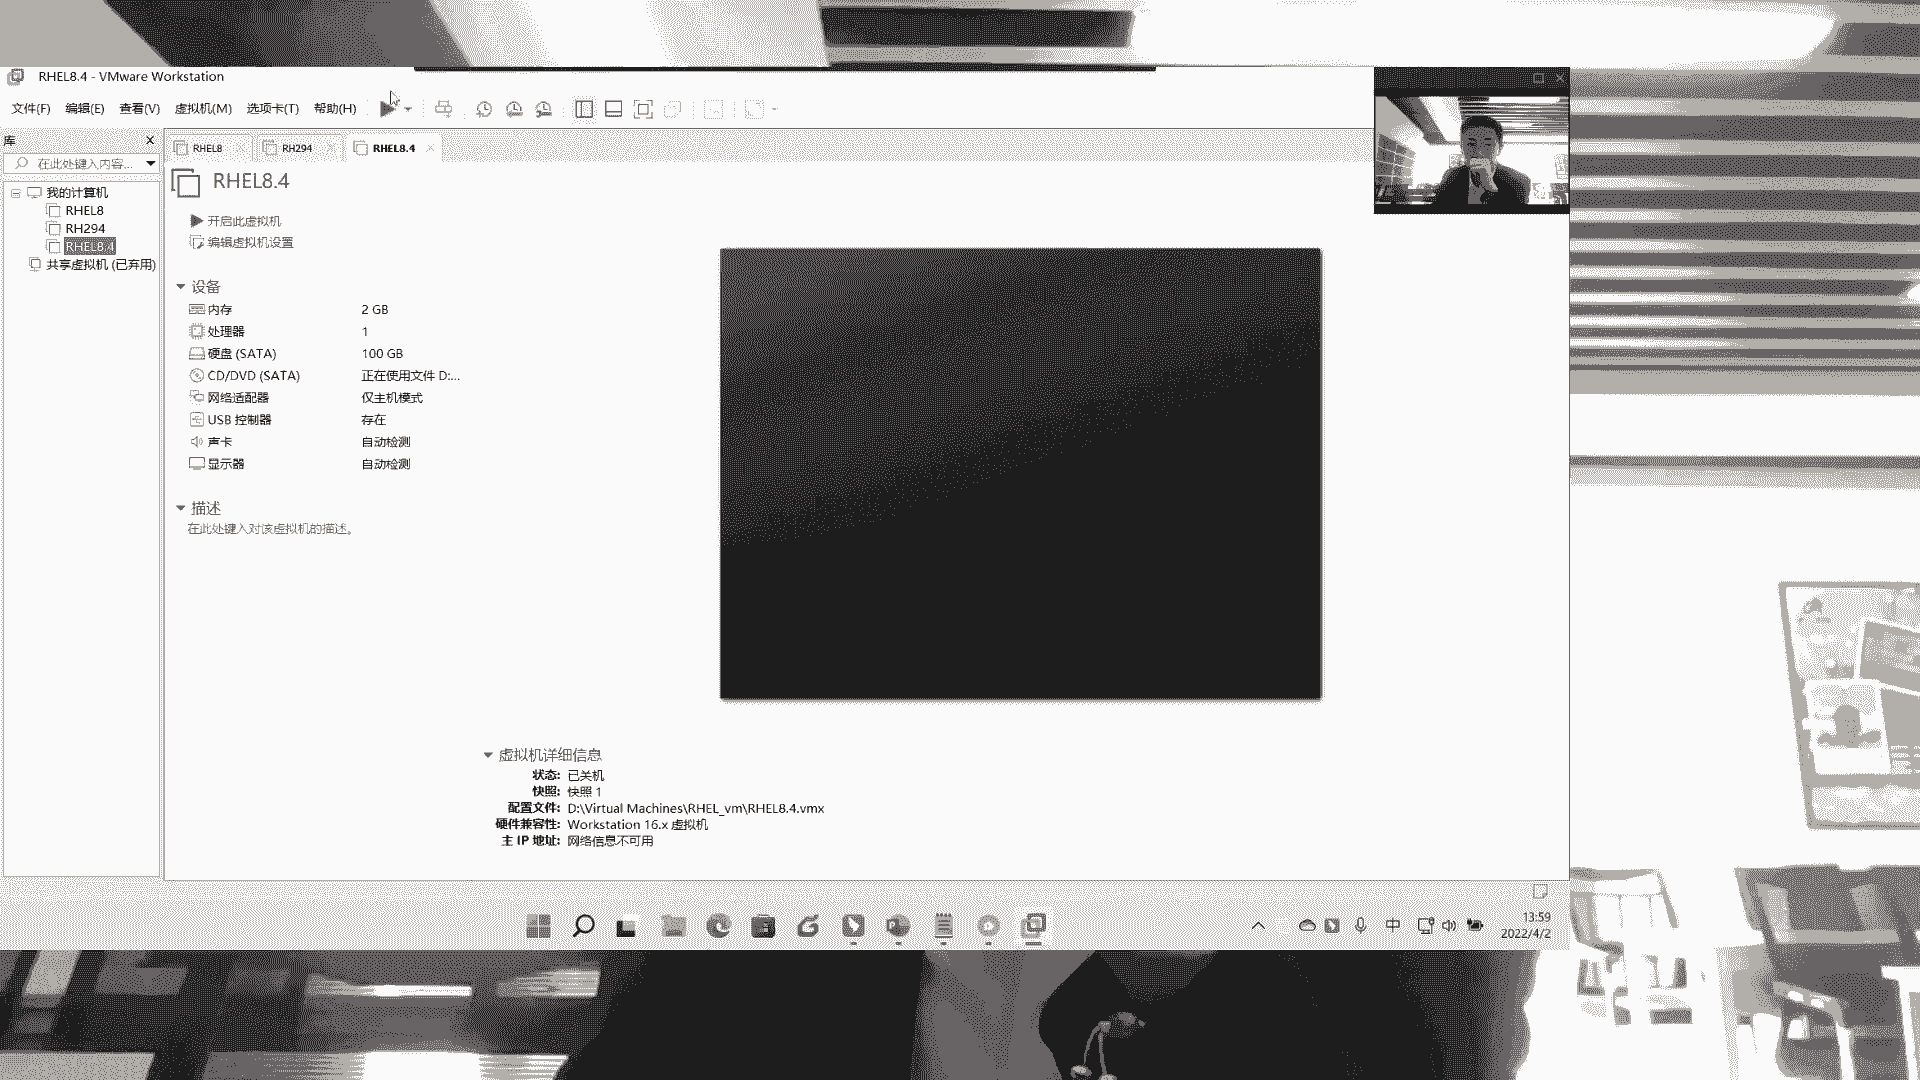 RHEL8.4 - VMware Workstation
文件(F) 编辑(E) 查看(V) 虚拟机(M) 选项卡(T) 帮助(H)
库
在此处键入内容...
我的计算机
RHEL8
RH294
RHEL8.4
共享虚拟机 (已弃用)
RHEL8 RH294 RHEL8.4
RHEL8.4
开启此虚拟机
编辑虚拟机设置
设备
内存 2 GB
处理器 1
硬盘 (SATA) 100 GB
CD/DVD (SATA) 正在使用文件 D:...
网络适配器 仅主机模式
USB 控制器 存在
声卡 自动检测
显示器 自动检测
描述
在此处键入对该虚拟机的描述。
虚拟机详细信息
状态: 已关机
快照: 快照 1
配置文件: D:\Virtual Machines\RHEL_vm\RHEL8.4.vmx
硬件兼容性: Workstation 16.x 虚拟机
主 IP 地址: 网络信息不可用
中
13:59
2022/4/2